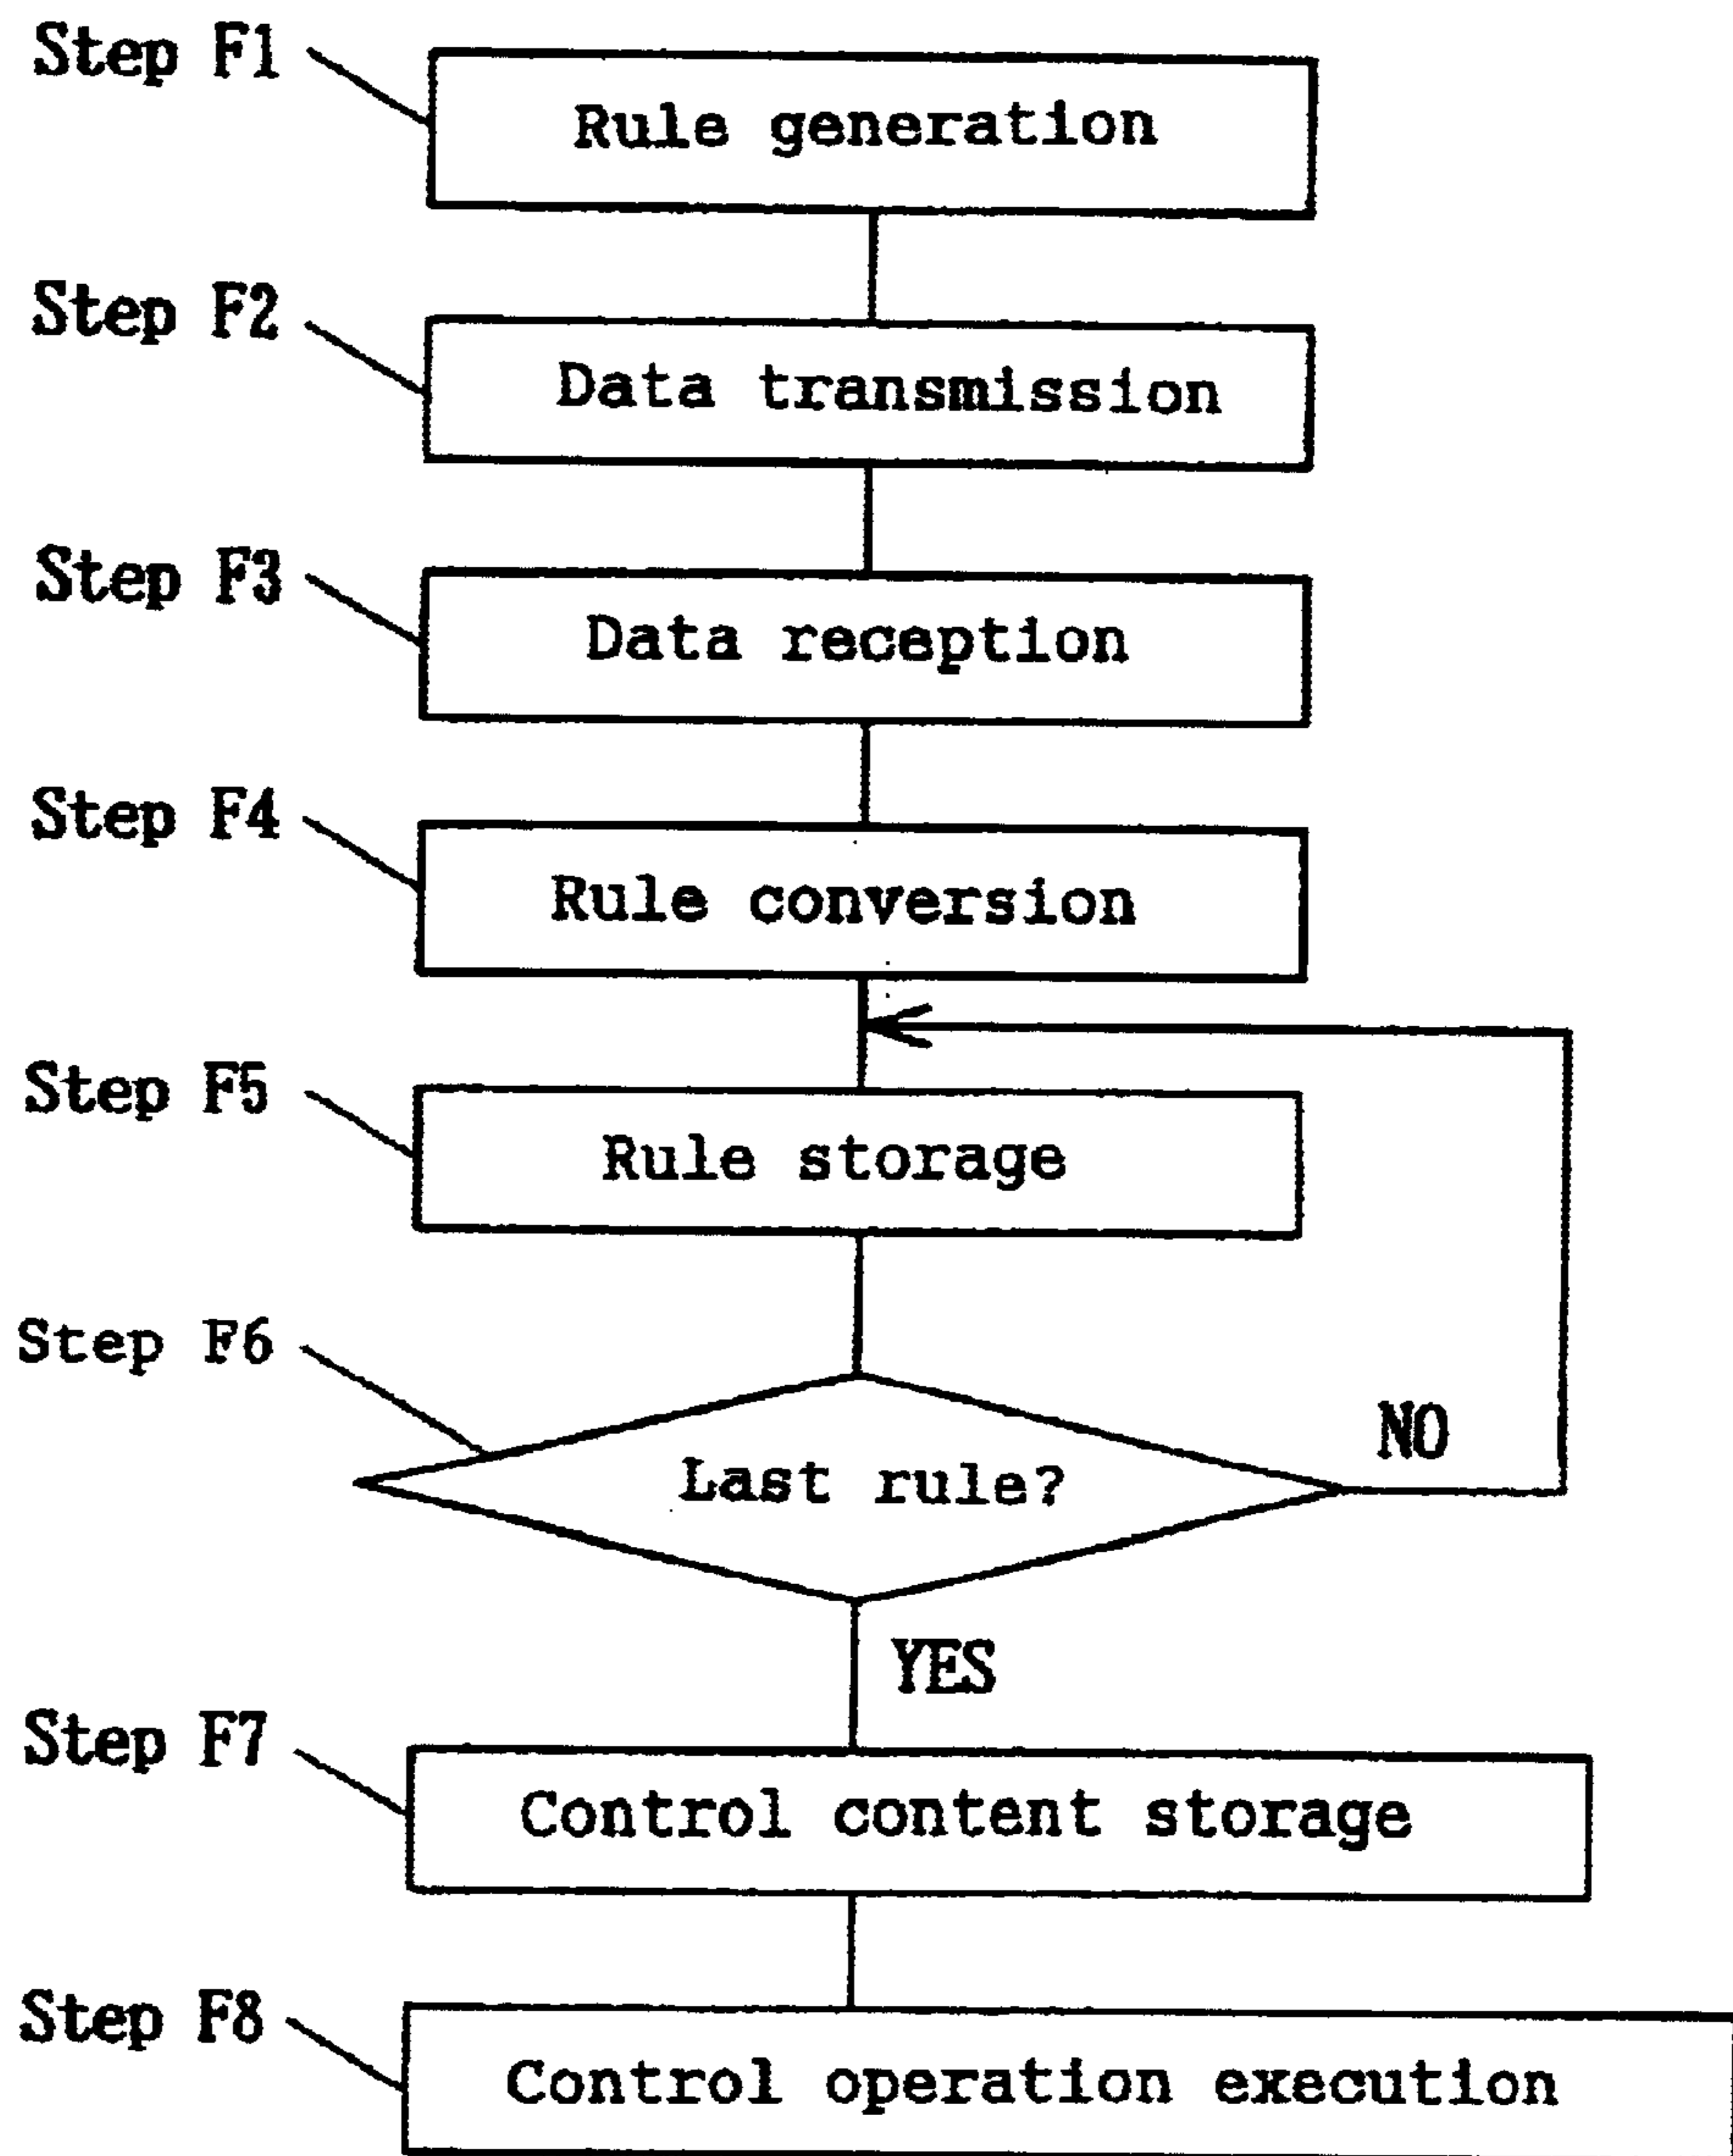 Step F1
Rule generation
Step F2
Data transmission
Step F3
Data reception
Step F4
Rule conversion
Step F5
Rule storage
Step F6
Last rule?
NO
YES
Step F7
Control content storage
Step F8
Control operation execution